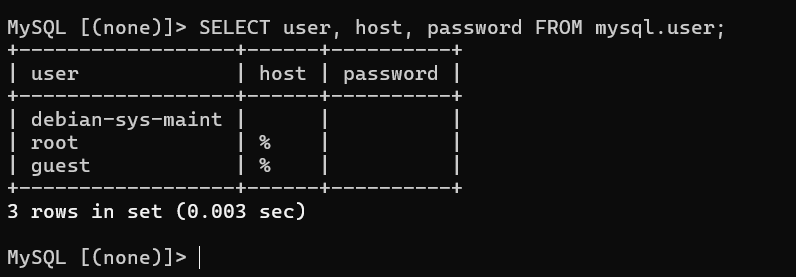 MySQL [(none)]> SELECT user, host, password FROM mysql.user;
+------------------+------+----------+
| user             | host | password |
+------------------+------+----------+
| debian-sys-maint |      |          |
| root             | %    |          |
| guest            | %    |          |
+------------------+------+----------+
3 rows in set (0.003 sec)
MySQL [(none)]>